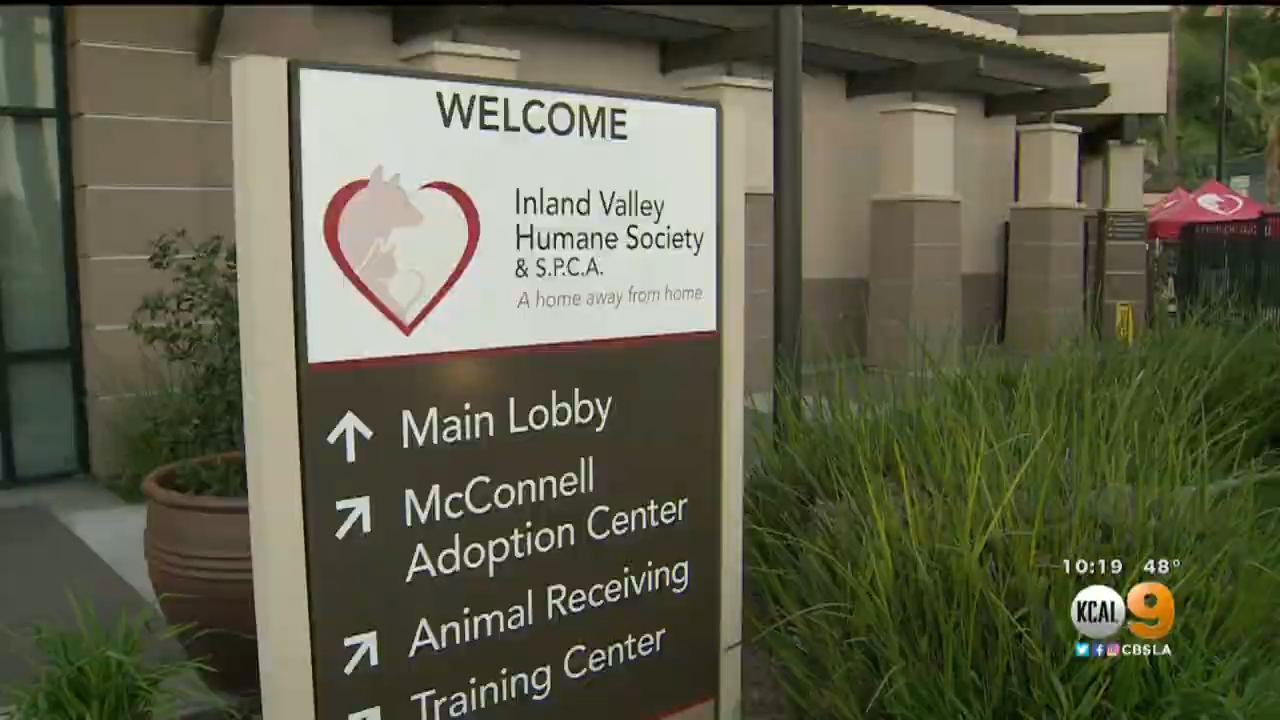 WELCOME
Inland Valley
Humane Society
& S.P.C.A.
A home away from home
Main Lobby
McConnell
Adoption Center
Animal Receiving
Training Center
10:19 48°
KCAL 9
CBSLA